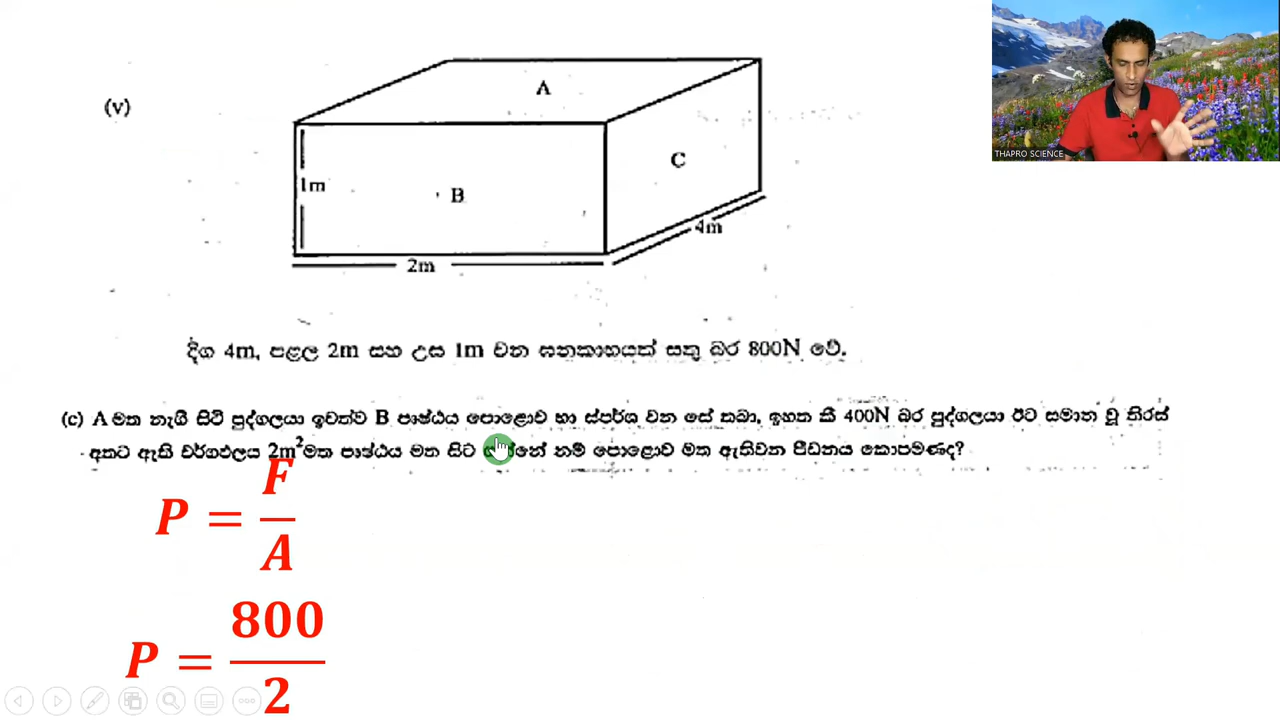 THAPRO SCIENCE
(v)
A
1m
B
C
4m
2m
දිග 4m, පළල 2m සහ උස 1m වන ඝනකාභයක් සතු බර 800N වේ.
(c) A මත නැගී සිටි පුද්ගලයා ඉවත්ව B පෘෂ්ඨය පොළොව හා ස්පර්ශ වන සේ තබා, ඉහත කී 400N බර පුද්ගලයා ඊට සමාන වූ තිරස්
අතට ඇති වර්ගඵලය 2m² මත පෘෂ්ඨය මත සිට නම් පොළොව මත ඇතිවන පීඩනය කොපමණද?
P = F/A
P = 800/2